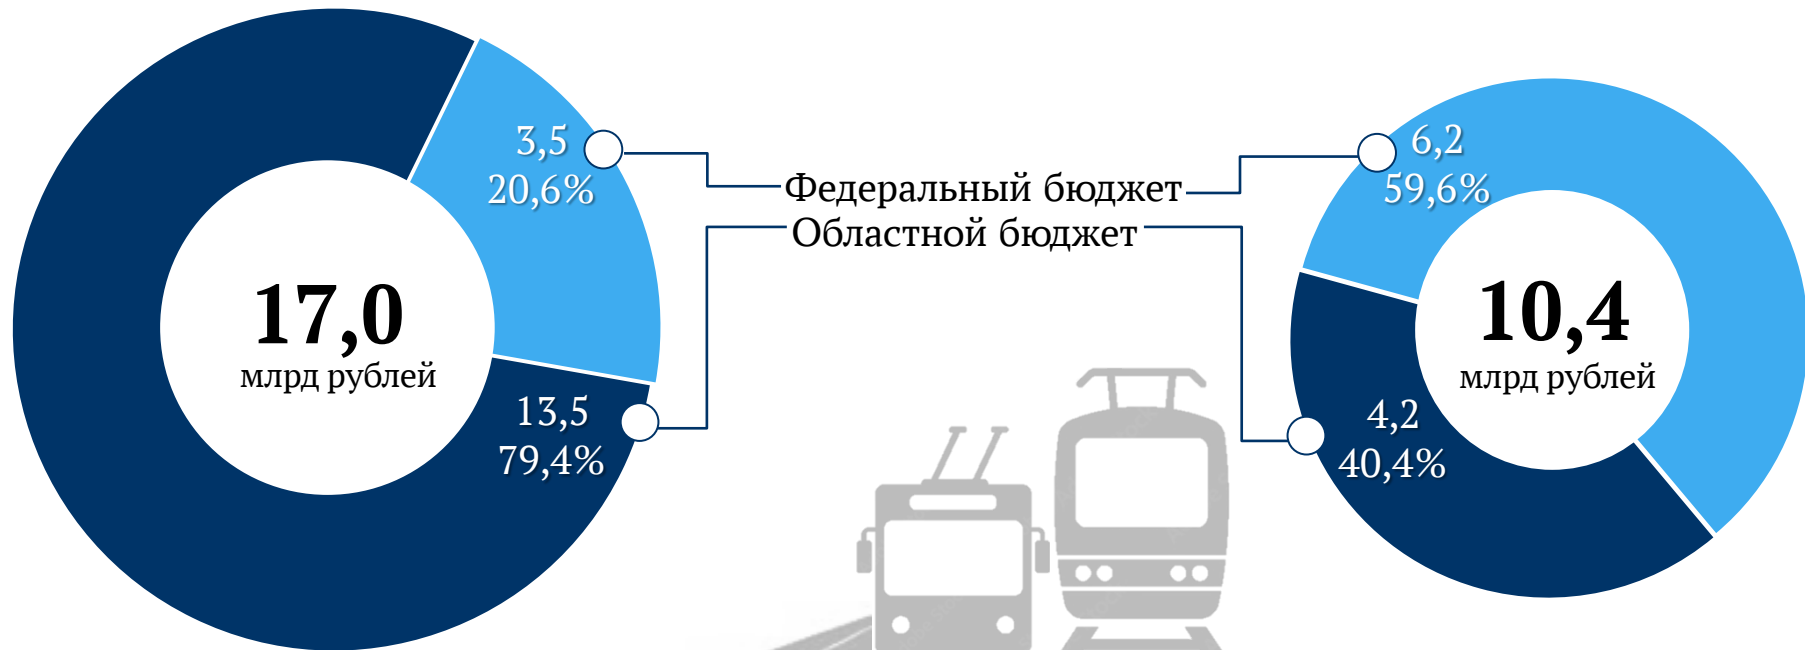 3,5
20,6%
17,0
млрд рублей
13,5
79,4%
Федеральный бюджет
Областной бюджет
6,2
59,6%
10,4
млрд рублей
4,2
40,4%